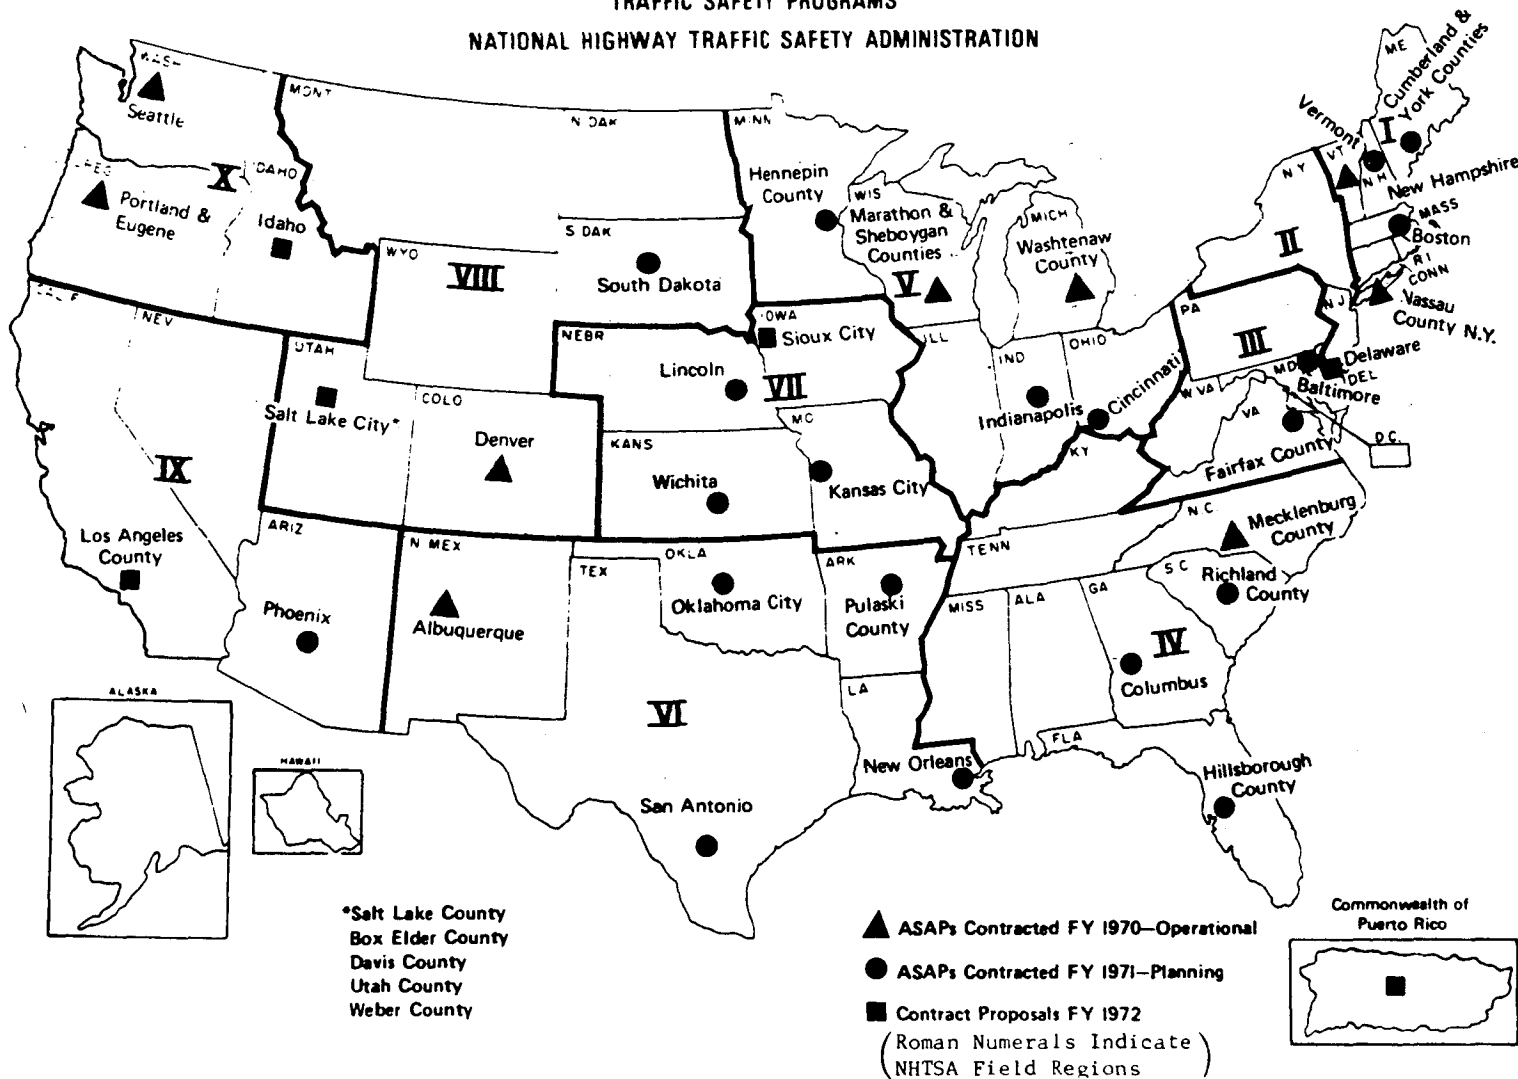 TRAFFIC SAFETY PROGRAMS
NATIONAL HIGHWAY TRAFFIC SAFETY ADMINISTRATION
WASH
Seattle
OREG
Portland &
Eugene
X
IDAHO
Idaho
MONT
N DAK
S DAK
South Dakota
WYO
VIII
MINN
Hennepin
County
WIS
Marathon &
Sheboygan
Counties
V
MICH
Washtenaw
County
NY
II
VT
Vermont
I
ME
Cumberland &
York Counties
NH
New Hampshire
MASS
Boston
RI
CONN
Nassau
County N.Y.
NJ
PA
III
MD
Delaware
DEL
Baltimore
D.C.
CALIF
NEV
IX
Los Angeles
County
UTAH
Salt Lake City*
COLO
Denver
NEBR
Lincoln
IOWA
Sioux City
VII
KANS
Wichita
MO
Kansas City
ILL
IND
Indianapolis
OHIO
Cincinnati
KY
W VA
VA
Fairfax County
ARIZ
Phoenix
N MEX
Albuquerque
TEX
OKLA
Oklahoma City
VI
San Antonio
ARK
Pulaski
County
LA
New Orleans
TENN
MISS
ALA
GA
IV
Columbus
N C
Mecklenburg
County
S C
Richland
County
FLA
Hillsborough
County
ALASKA
HAWAII
*Salt Lake County
Box Elder County
Davis County
Utah County
Weber County
ASAPs Contracted FY 1970—Operational
ASAPs Contracted FY 1971—Planning
Contract Proposals FY 1972
(Roman Numerals Indicate
NHTSA Field Regions)
Commonwealth of
Puerto Rico